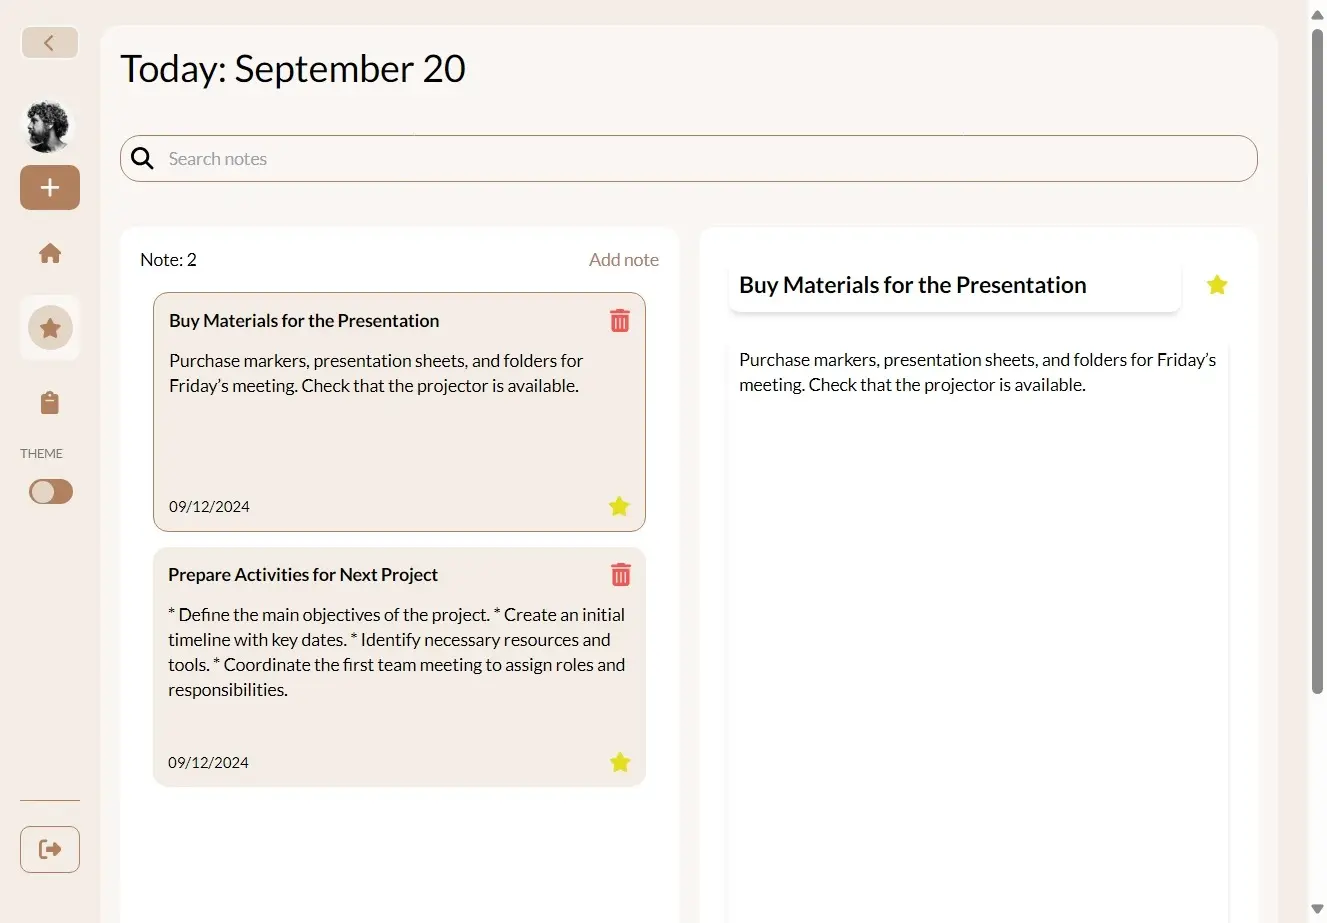 Today: September 20
Search notes
Note: 2
Add note
Buy Materials for the Presentation
Purchase markers, presentation sheets, and folders for
Friday’s meeting. Check that the projector is available.
09/12/2024
Prepare Activities for Next Project
* Define the main objectives of the project. * Create an initial
timeline with key dates. * Identify necessary resources and
tools. * Coordinate the first team meeting to assign roles and
responsibilities.
09/12/2024
Buy Materials for the Presentation
Purchase markers, presentation sheets, and folders for Friday’s
meeting. Check that the projector is available.
THEME